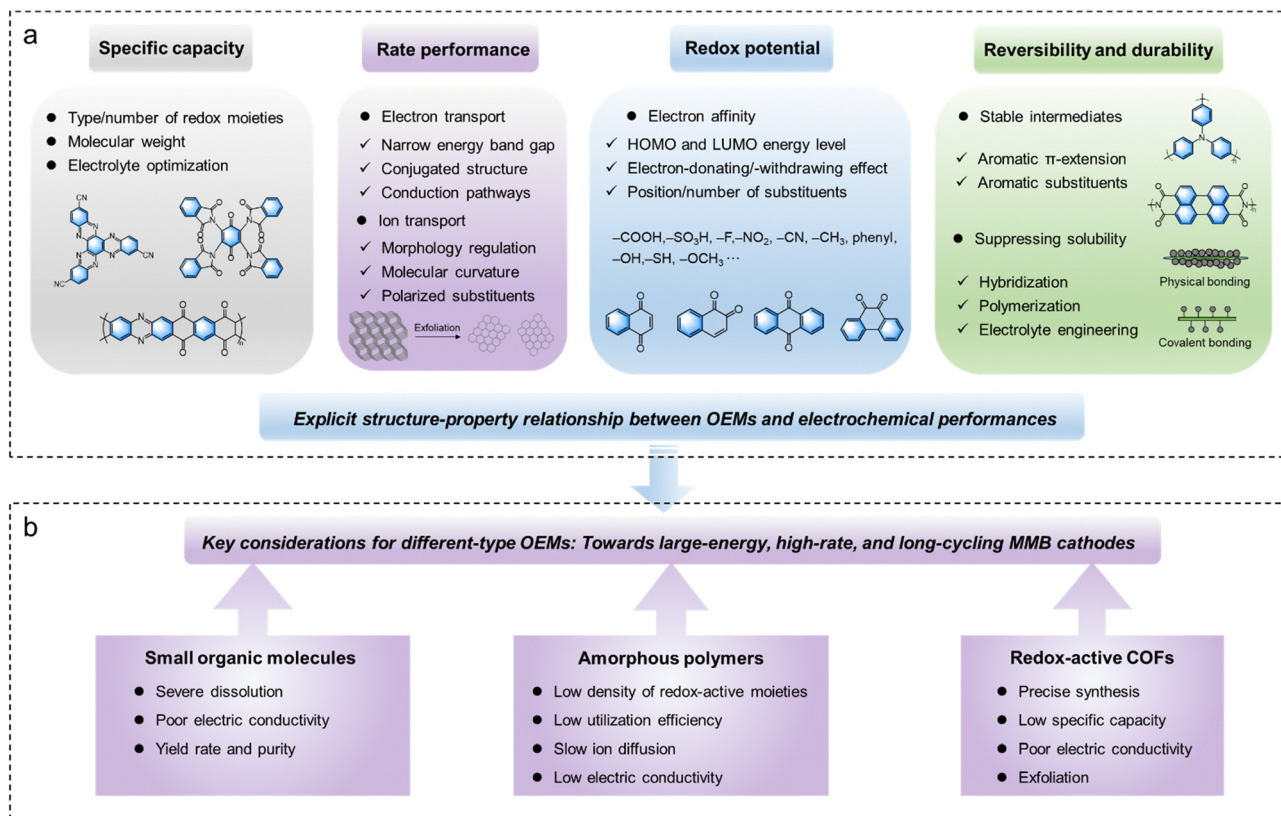 a
Specific capacity
Rate performance
Redox potential
Reversibility and durability
● Type/number of redox moieties
● Molecular weight
● Electrolyte optimization
CN
NC
CN
N
N
N
N
N
N
O
O
O
O
O
O
O
O
O
O
N
N
N
N
N
N
O
O
O
O
n
● Electron transport
✓ Narrow energy band gap
✓ Conjugated structure
✓ Conduction pathways
● Ion transport
✓ Morphology regulation
✓ Molecular curvature
✓ Polarized substituents
Exfoliation
● Electron affinity
✓ HOMO and LUMO energy level
✓ Electron-donating/-withdrawing effect
✓ Position/number of substituents
–COOH,–SO₃H, –F,–NO₂, –CN, –CH₃, phenyl,
–OH,–SH, –OCH₃ ···
O
O
O
O
O
O
O
O
● Stable intermediates
✓ Aromatic π-extension
✓ Aromatic substituents
● Suppressing solubility
✓ Hybridization
✓ Polymerization
✓ Electrolyte engineering
N
n
O
O
N
N
O
O
n
Physical bonding
Covalent bonding
Explicit structure-property relationship between OEMs and electrochemical performances
b
Key considerations for different-type OEMs: Towards large-energy, high-rate, and long-cycling MMB cathodes
Small organic molecules
● Severe dissolution
● Poor electric conductivity
● Yield rate and purity
Amorphous polymers
● Low density of redox-active moieties
● Low utilization efficiency
● Slow ion diffusion
● Low electric conductivity
Redox-active COFs
● Precise synthesis
● Low specific capacity
● Poor electric conductivity
● Exfoliation